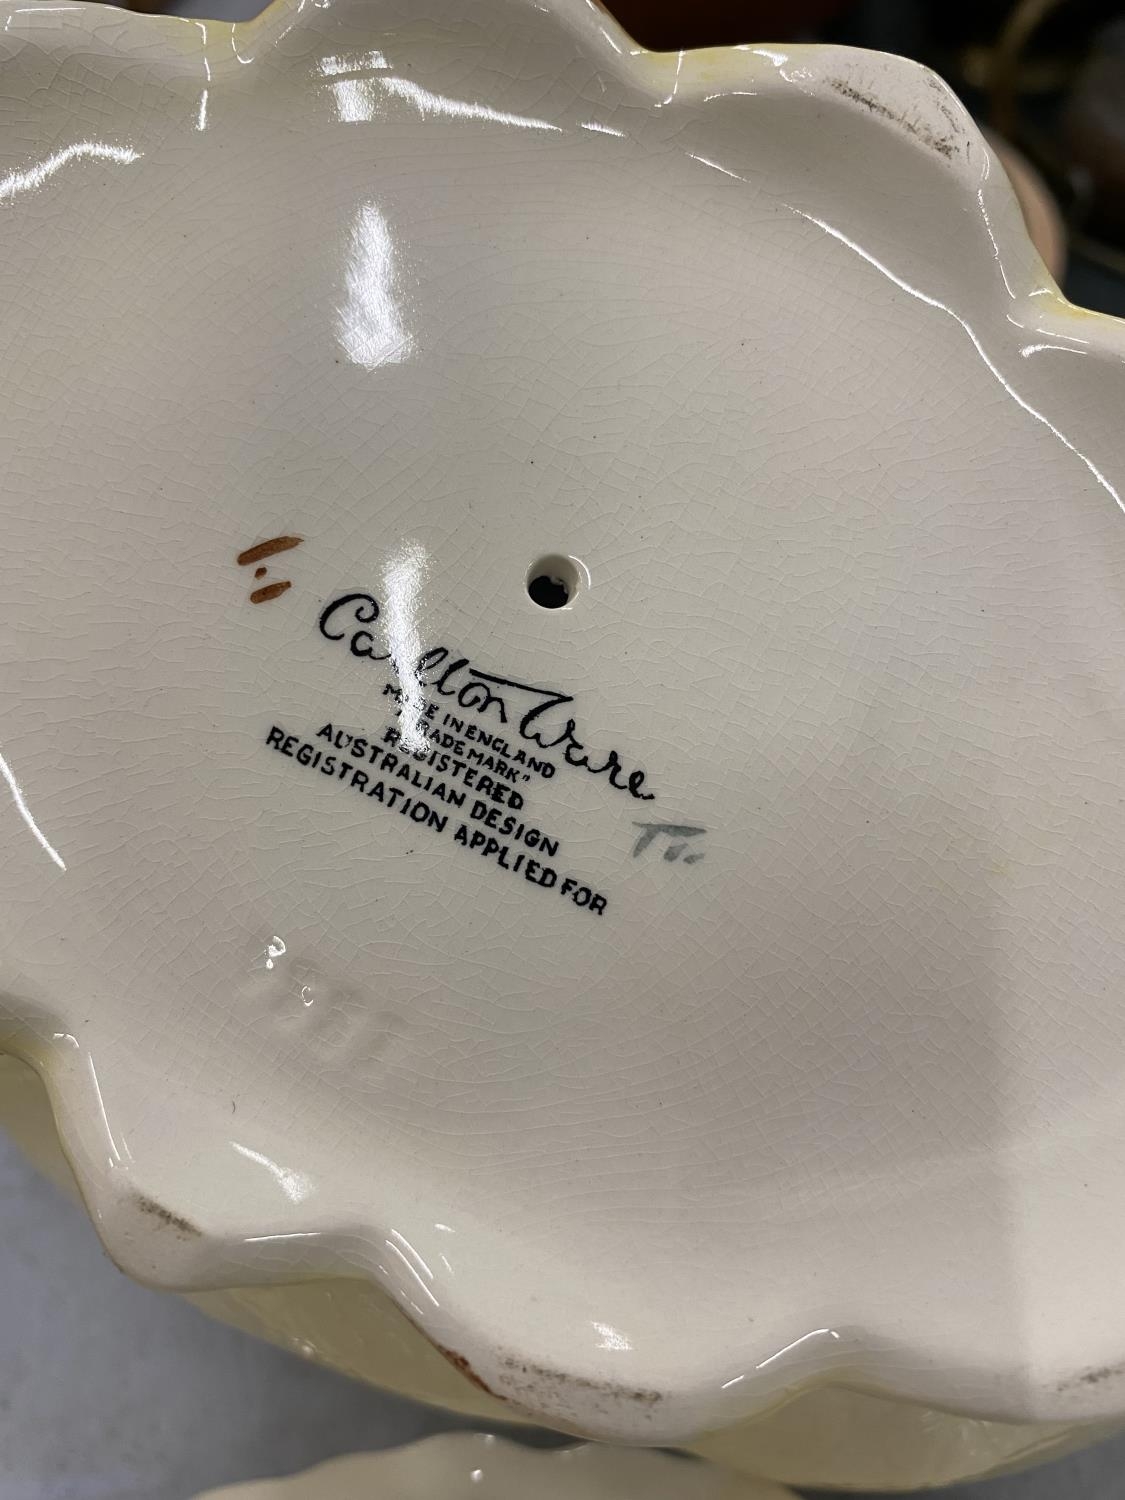 Carlton Ware
MADE IN ENGLAND
"TRADE MARK"
REGISTERED
AUSTRALIAN DESIGN
REGISTRATION APPLIED FOR